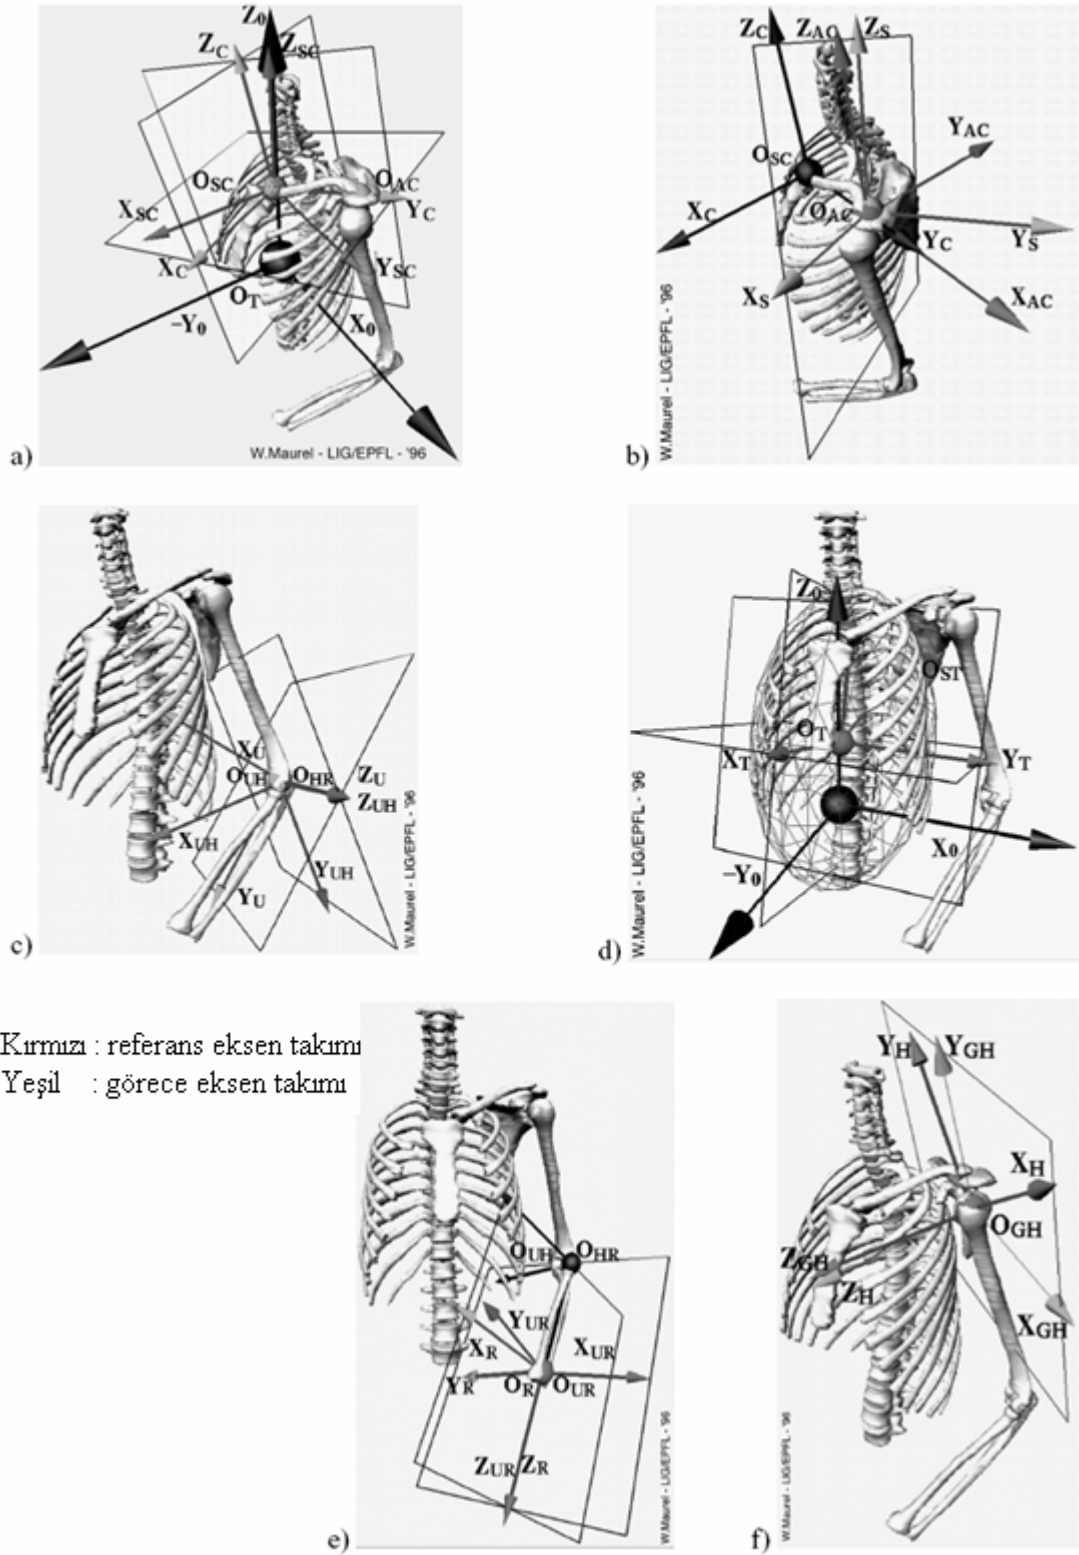 Z0
ZC
ZSC
OSC
OAC
XSC
YC
XC
YSC
OT
X0
–Y0
W.Maurel - LIG/EPFL - '96
a)
ZC
ZAC
ZS
YAC
OSC
XC
OAC
YC
YS
XS
XAC
W.Maurel - LIG/EPFL - '96
b)
XU
OUH
OHR
ZU
ZUH
XUH
YUH
YU
W.Maurel - LIG/EPFL - '96
c)
Z0
OST
OT
XT
YT
X0
–Y0
W.Maurel - LIG/EPFL - '96
d)
Kırmızı : referans eksen takımı
Yeşil : görece eksen takımı
OUH
OHR
YUR
XR
XUR
YR
OR
OUR
ZUR
ZR
W.Maurel - LIG/EPFL - '96
e)
YH
YGH
XH
OGH
ZGH
ZH
XGH
W.Maurel - LIG/EPFL - '96
f)